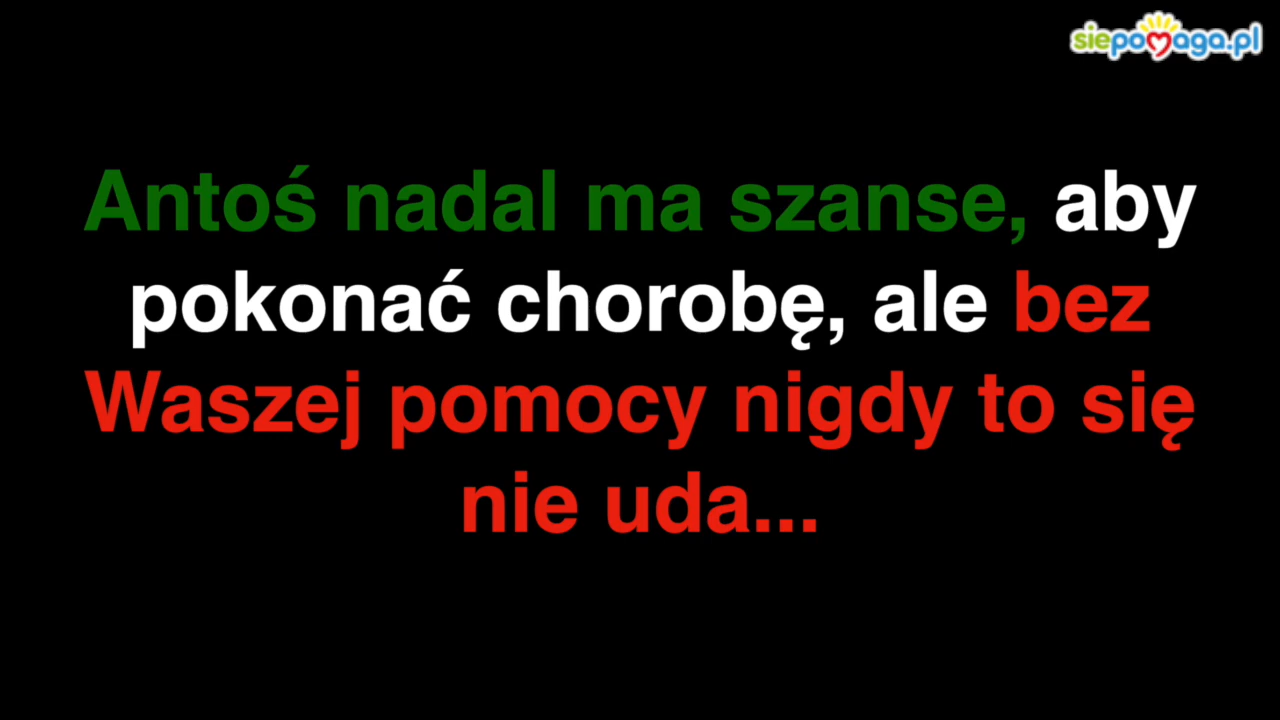 siepomaga.pl
Antoś nadal ma szanse, aby
pokonać chorobę, ale bez
Waszej pomocy nigdy to się
nie uda...